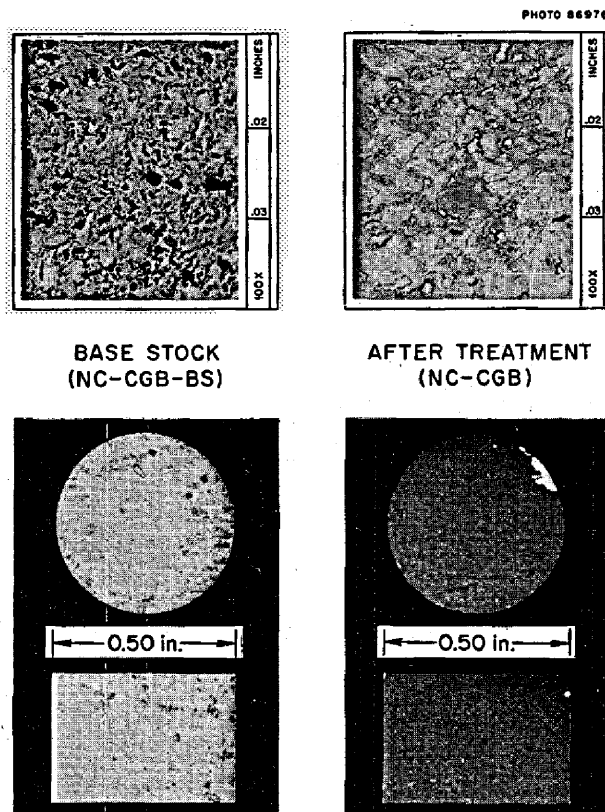 PHOTO 86976
INCHES
.02
.03
100X
INCHES
.02
.03
100X
BASE STOCK
(NC-CGB-BS)
AFTER TREATMENT
(NC-CGB)
0.50 in.
0.50 in.